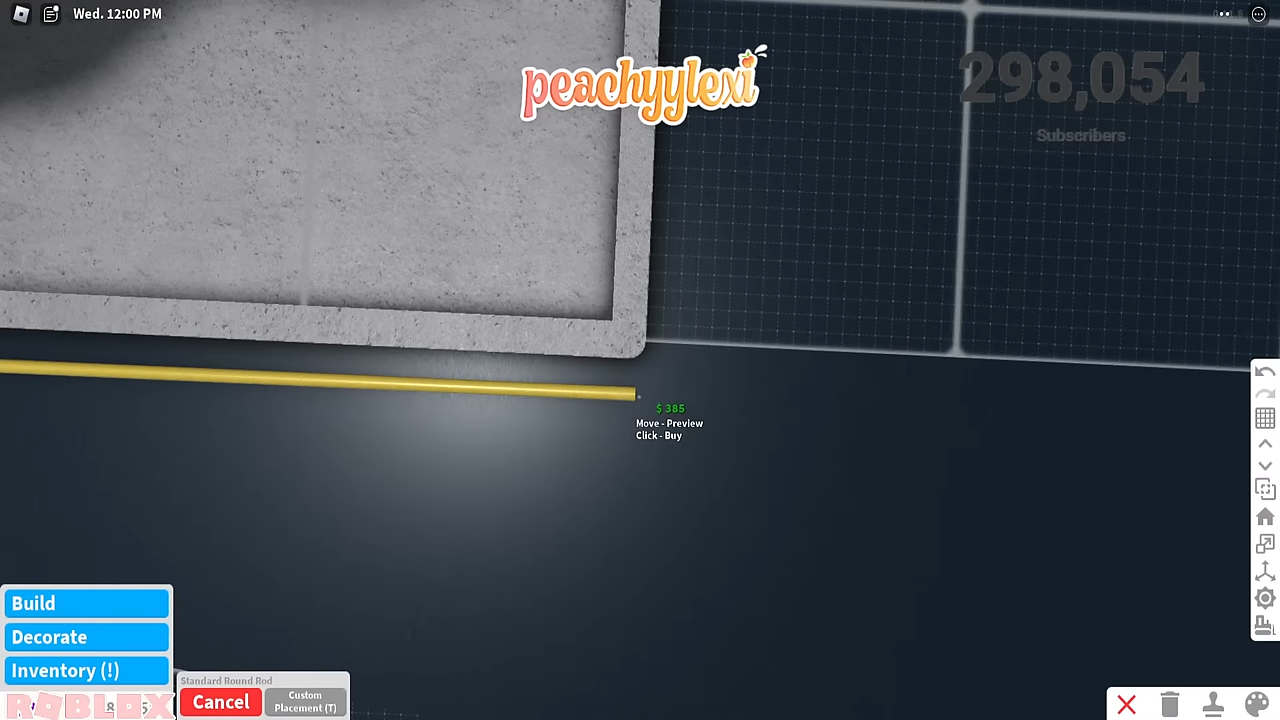 Wed. 12:00 PM
peachyylexi
298,054
Subscribers
$ 385
Move - Preview
Click - Buy
Build
Decorate
Inventory (!)
Standard Round Rod
Cancel
Custom
Placement (T)
ROBLOX